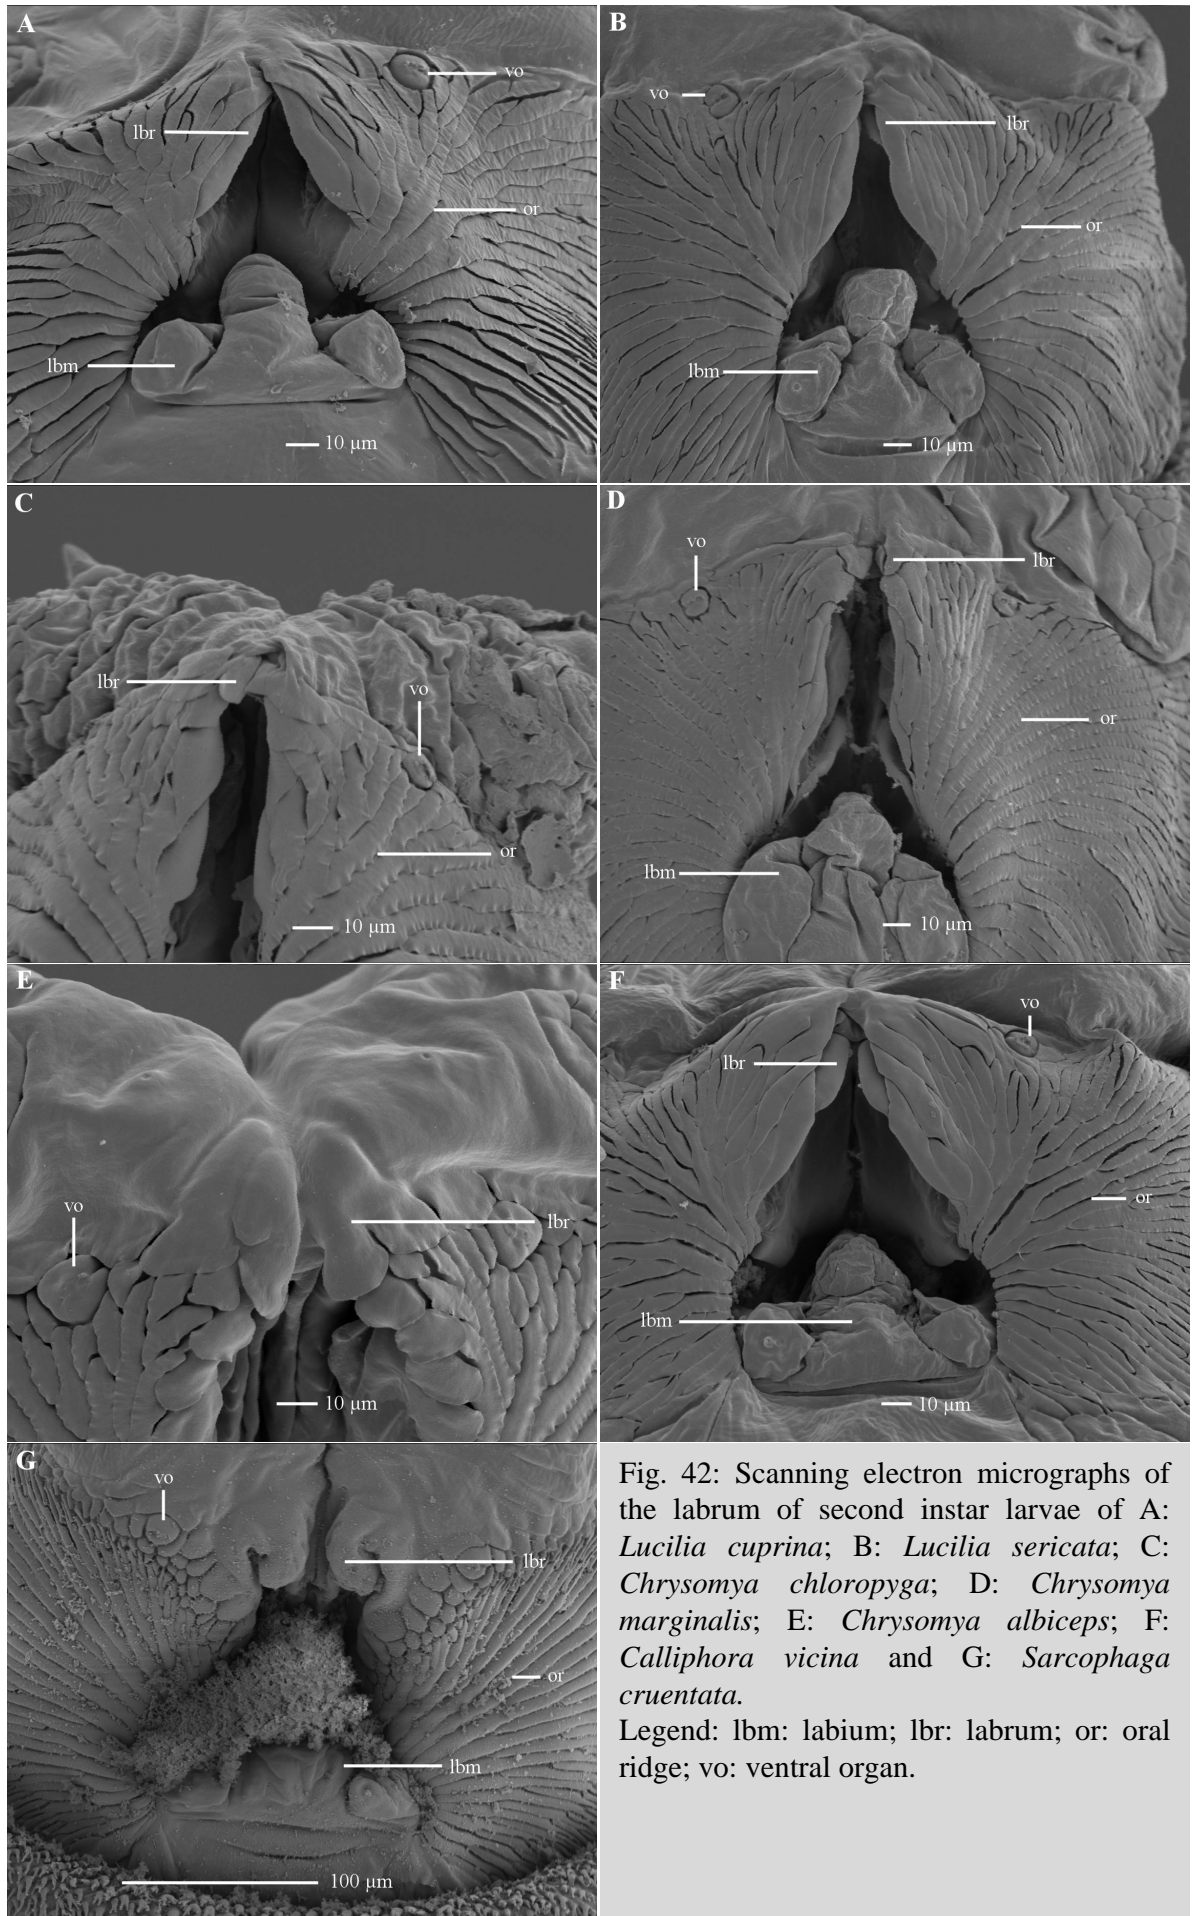 A
vo
lbr
or
lbm
10 µm
B
vo
lbr
or
lbm
10 µm
C
lbr
vo
or
10 µm
D
vo
lbr
or
lbm
10 µm
E
vo
lbr
10 µm
F
vo
lbr
or
lbm
10 µm
G
vo
lbr
or
lbm
100 µm
Fig. 42: Scanning electron micrographs of
the labrum of second instar larvae of A:
Lucilia cuprina; B: Lucilia sericata; C:
Chrysomya chloropyga; D: Chrysomya
marginalis; E: Chrysomya albiceps; F:
Calliphora vicina and G: Sarcophaga
cruentata.
Legend: lbm: labium; lbr: labrum; or: oral
ridge; vo: ventral organ.